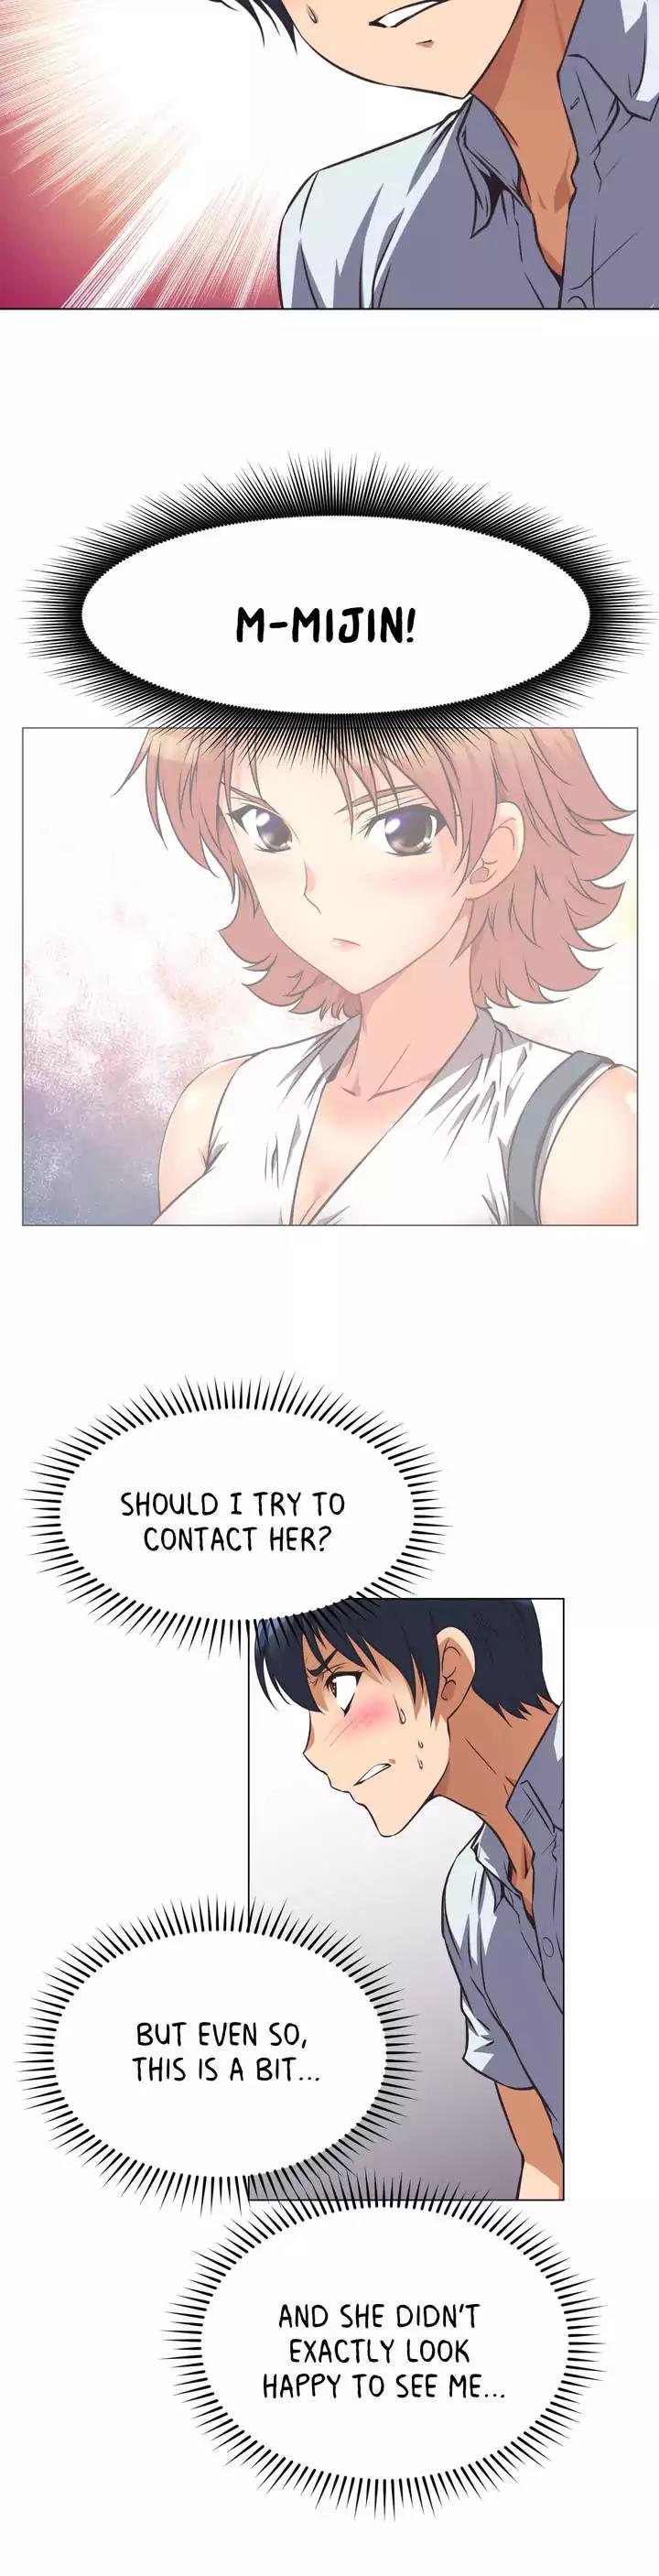 M-MIJIN!
SHOULD I TRY TO
CONTACT HER?
BUT EVEN SO,
THIS IS A BIT...
AND SHE DIDN'T
EXACTLY LOOK
HAPPY TO SEE ME...